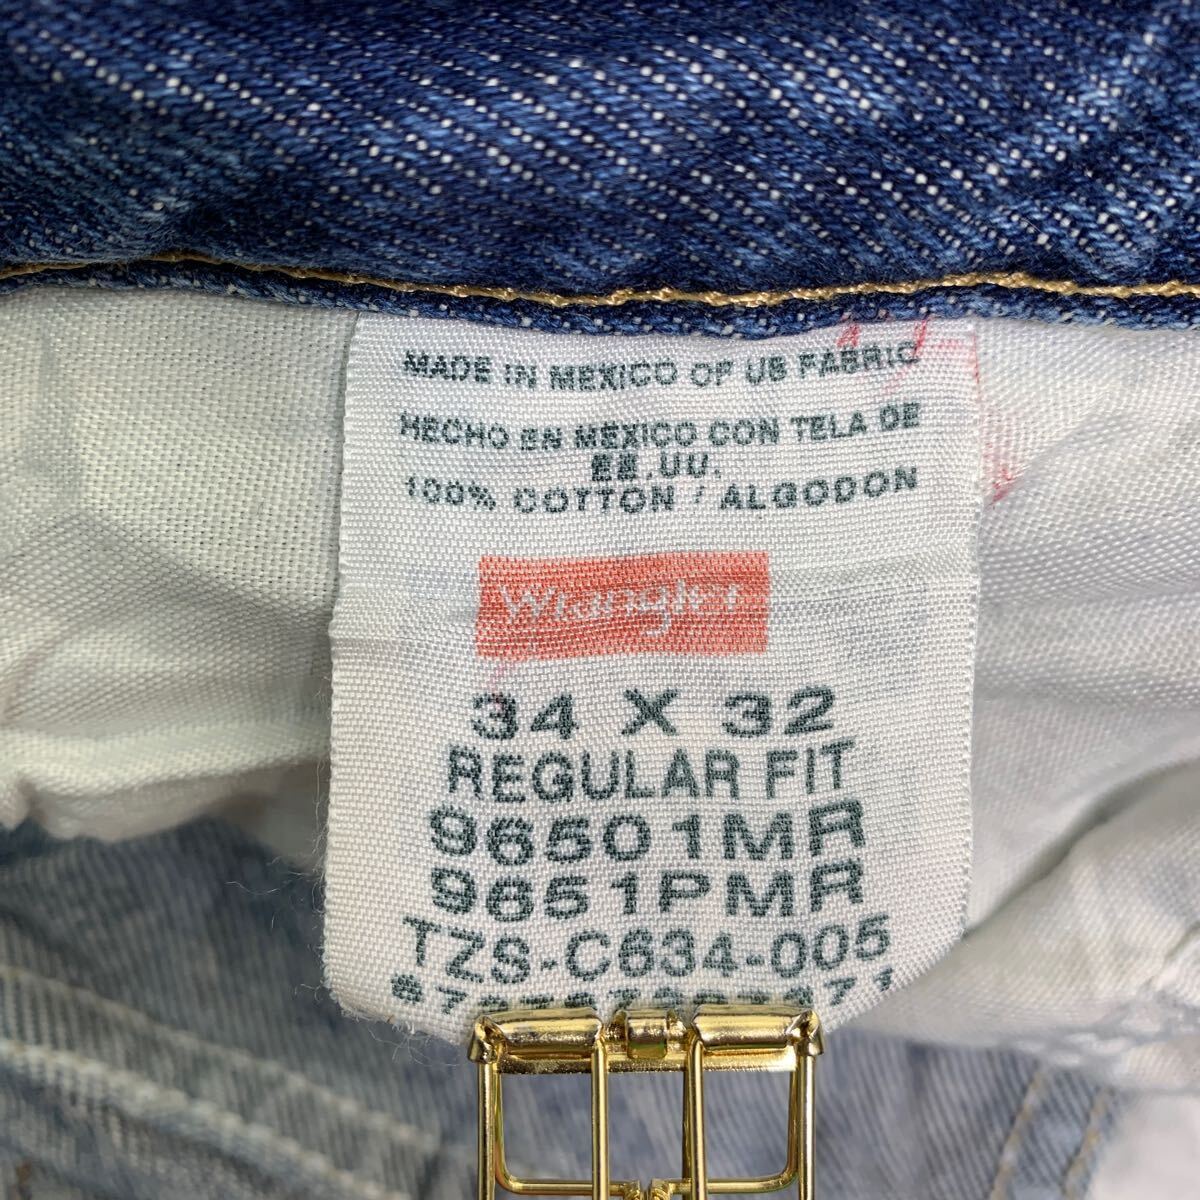 MADE IN MEXICO OF US FABRIC
HECHO EN MÉXICO CON TELA DE
EE.UU.
100% COTTON / ALGODON
Wrangler
34 X 32
REGULAR FIT
96501MR
9651PMR
TZS-C634-005